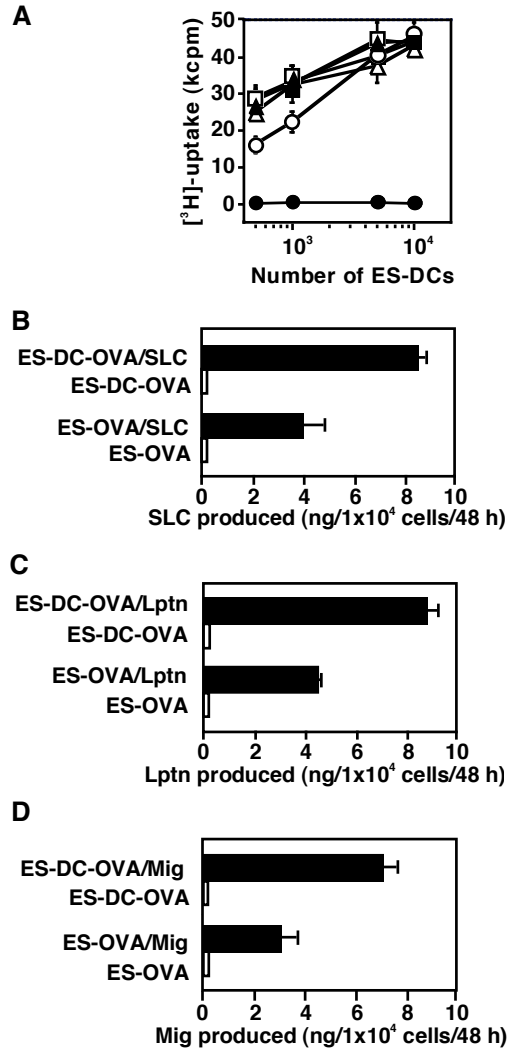 A
[³H]-uptake (kcpm)
50
40
30
20
10
0
10³ 10⁴
Number of ES-DCs
B
ES-DC-OVA/SLC
ES-DC-OVA
ES-OVA/SLC
ES-OVA
0 2 4 6 8 10
SLC produced (ng/1x10⁴ cells/48 h)
C
ES-DC-OVA/Lptn
ES-DC-OVA
ES-OVA/Lptn
ES-OVA
0 2 4 6 8 10
Lptn produced (ng/1x10⁴ cells/48 h)
D
ES-DC-OVA/Mig
ES-DC-OVA
ES-OVA/Mig
ES-OVA
0 2 4 6 8 10
Mig produced (ng/1x10⁴ cells/48 h)